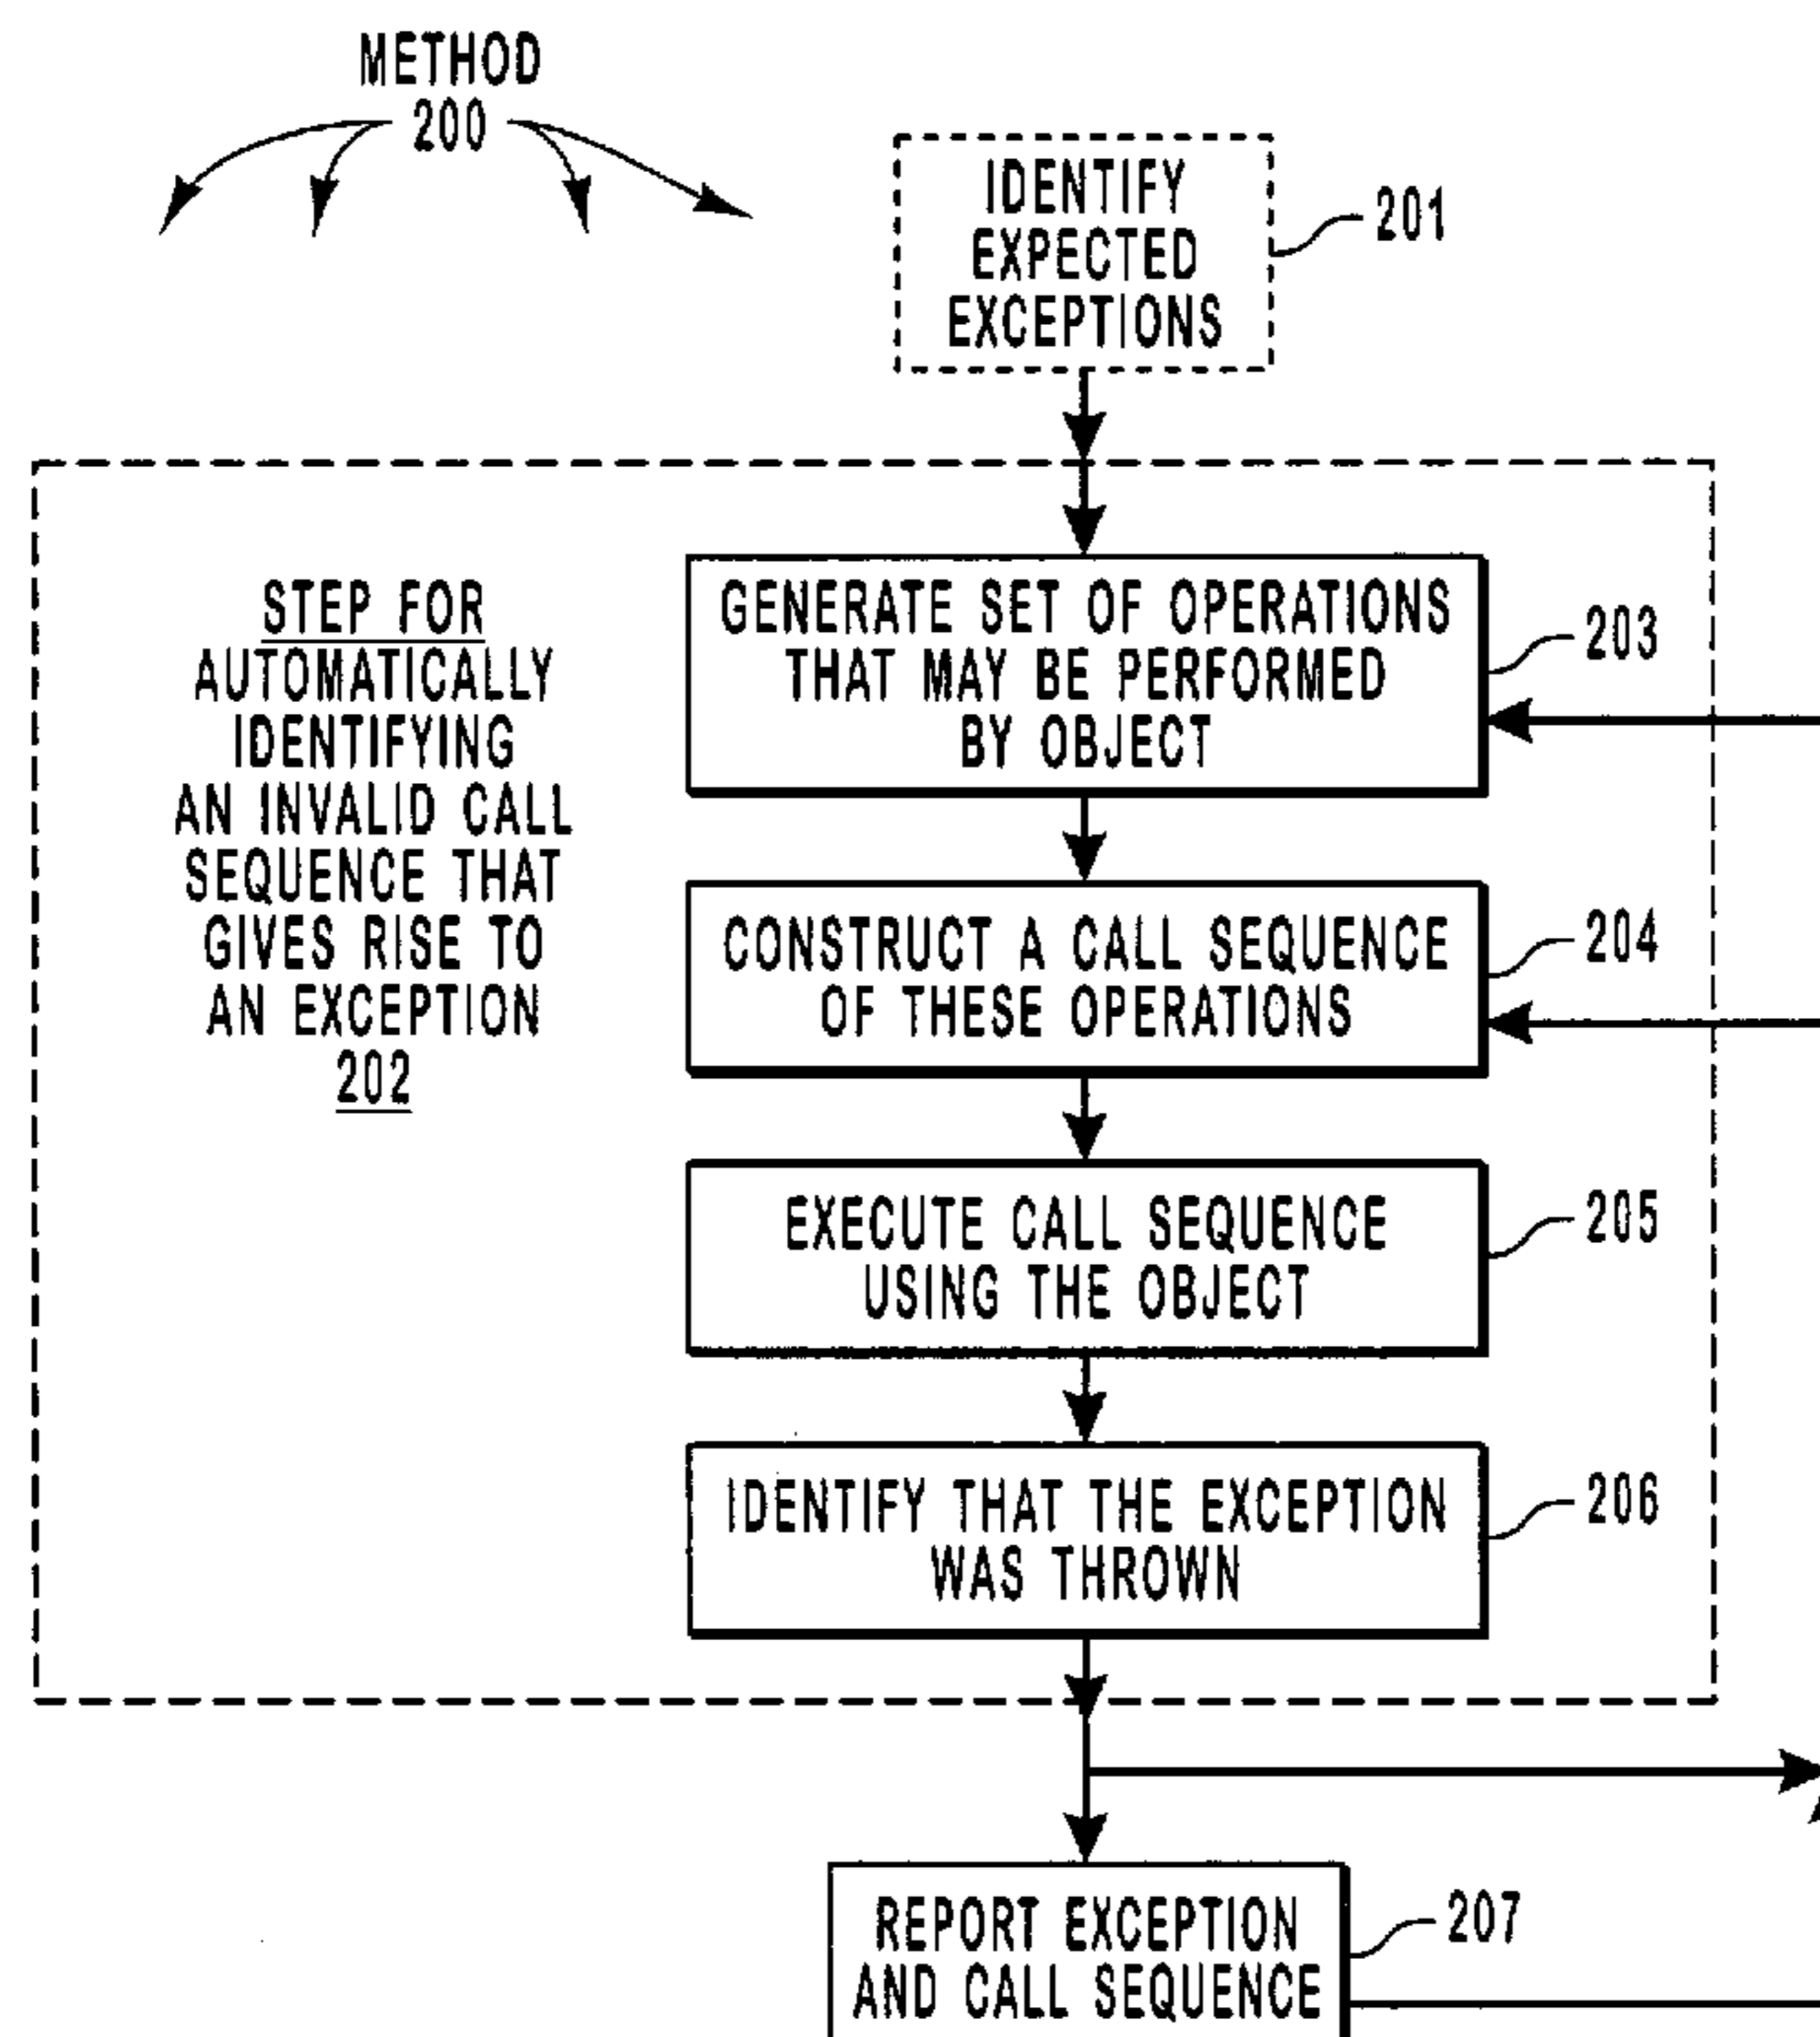 METHOD
200
IDENTIFY
EXPECTED
EXCEPTIONS
201
STEP FOR
AUTOMATICALLY
IDENTIFYING
AN INVALID CALL
SEQUENCE THAT
GIVES RISE TO
AN EXCEPTION
202
GENERATE SET OF OPERATIONS
THAT MAY BE PERFORMED
BY OBJECT
203
CONSTRUCT A CALL SEQUENCE
OF THESE OPERATIONS
204
EXECUTE CALL SEQUENCE
USING THE OBJECT
205
IDENTIFY THAT THE EXCEPTION
WAS THROWN
206
REPORT EXCEPTION
AND CALL SEQUENCE
207